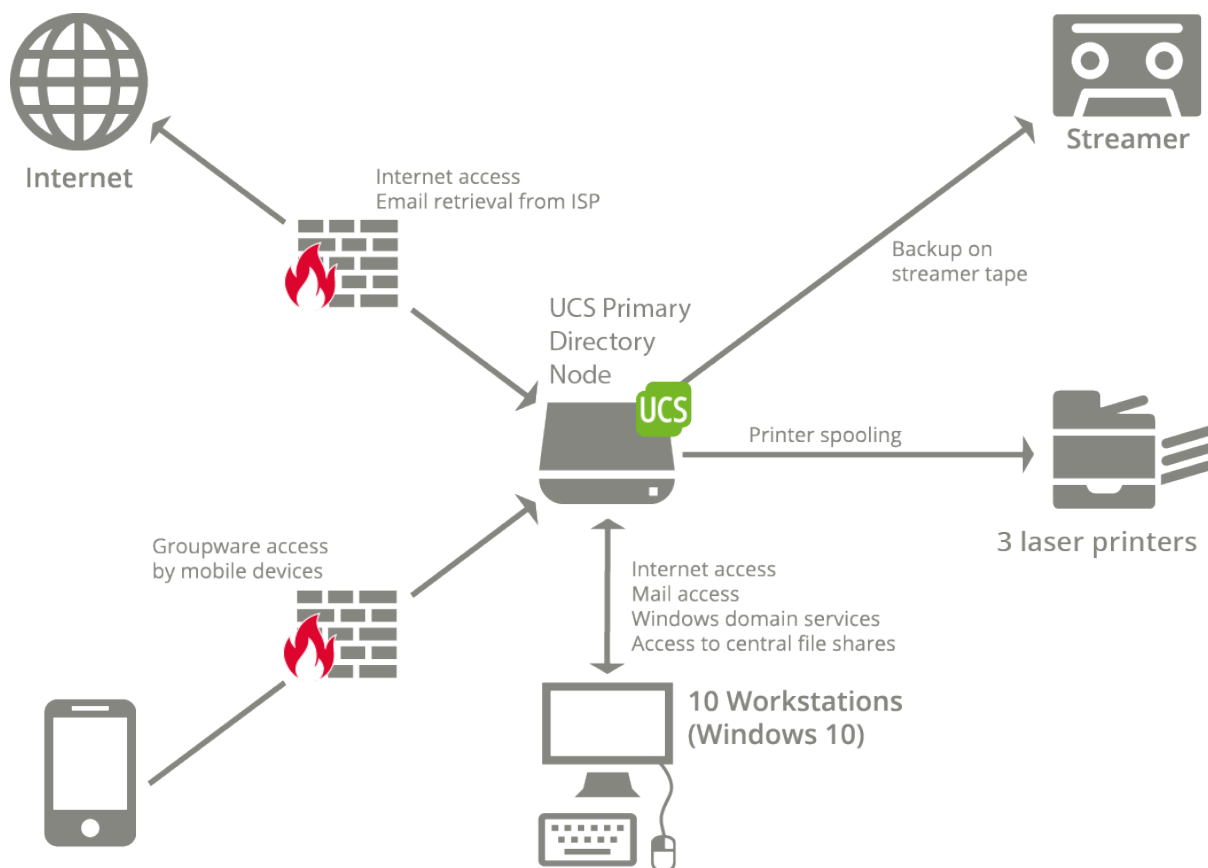 Internet
Streamer
Internet access
Email retrieval from ISP
Backup on
streamer tape
UCS Primary
Directory
Node
UCS
Printer spooling
3 laser printers
Groupware access
by mobile devices
Internet access
Mail access
Windows domain services
Access to central file shares
10 Workstations
(Windows 10)